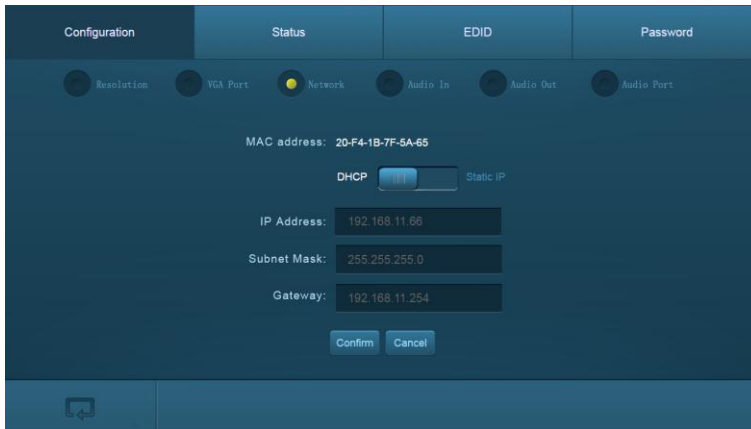 Configuration Status EDID Password
Resolution VGA Port Network Audio In Audio Out Audio Port
MAC address: 20-F4-1B-7F-5A-65
DHCP Static IP
IP Address: 192.168.11.66
Subnet Mask: 255.255.255.0
Gateway: 192.168.11.254
Confirm Cancel